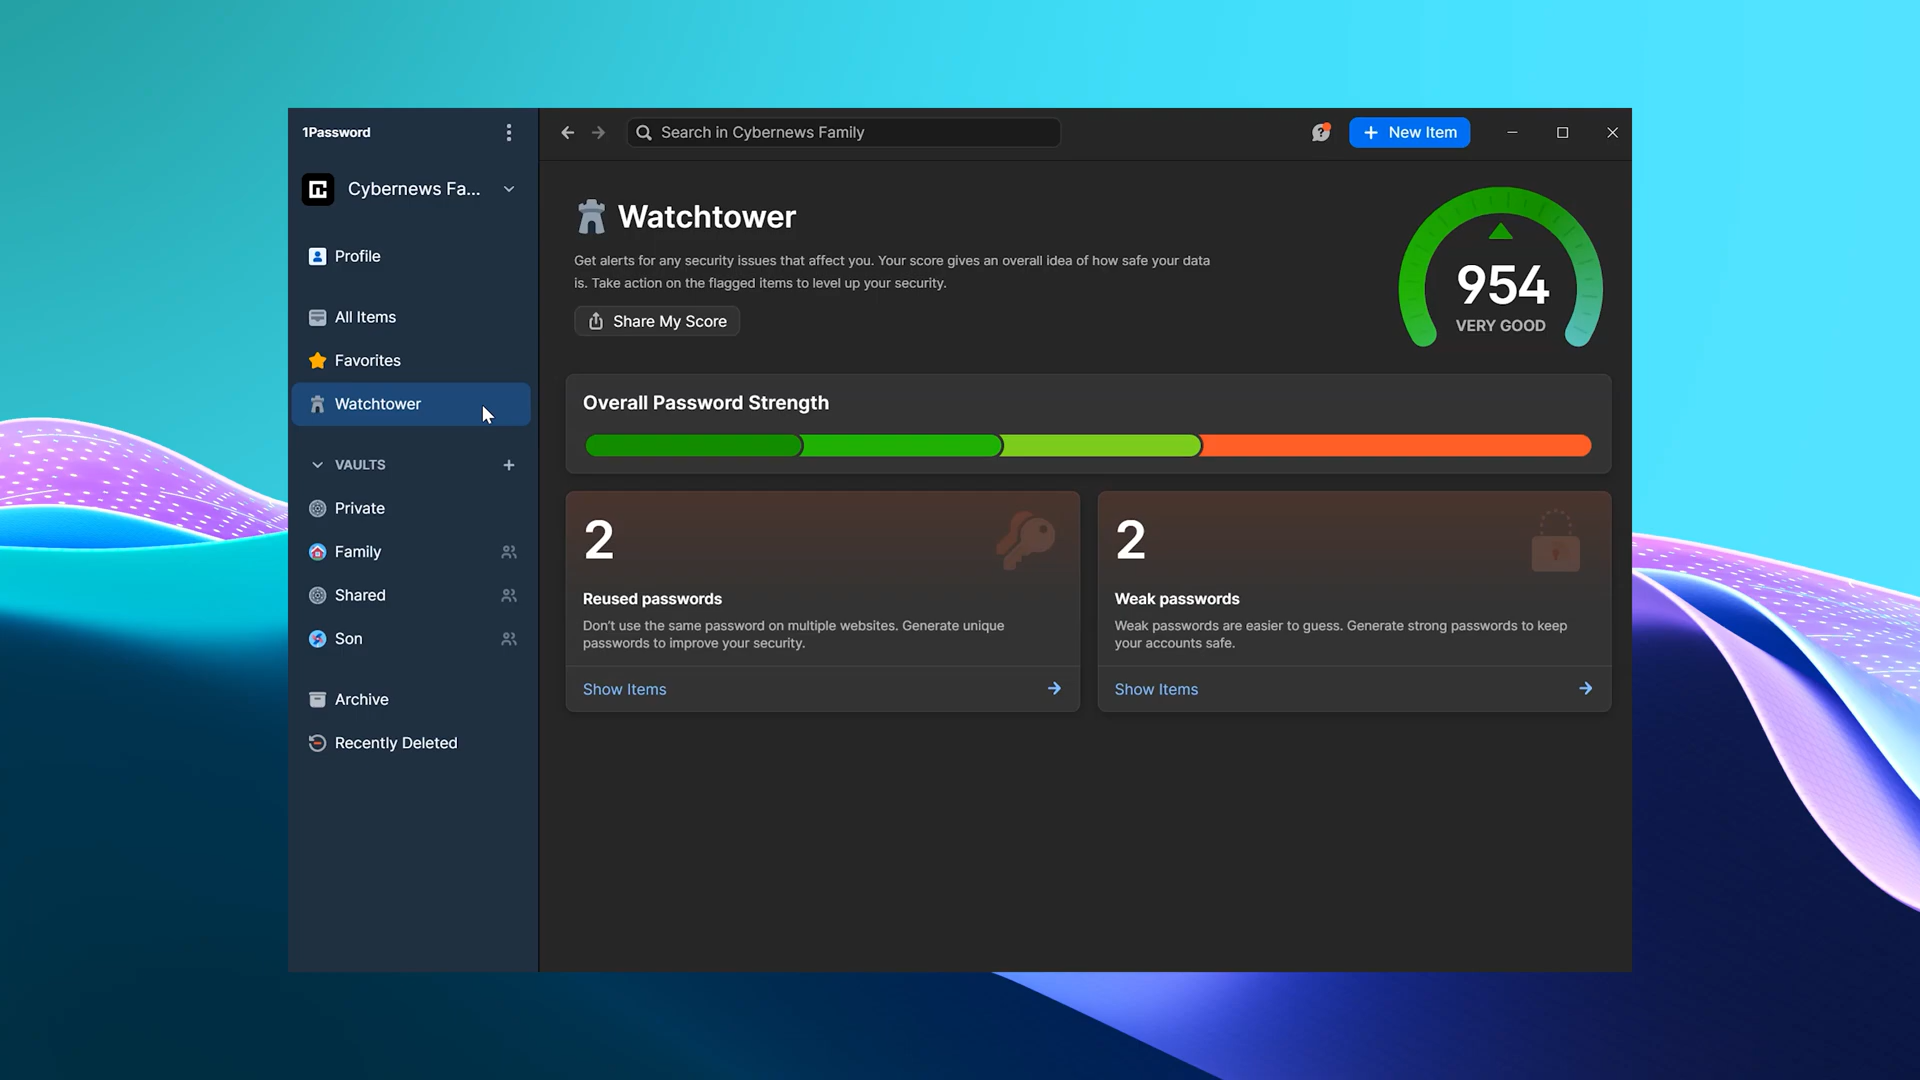 1Password
Search in Cybernews Family
New Item
Cybernews Fa...
Profile
All Items
Favorites
Watchtower
VAULTS
Private
Family
Shared
Son
Archive
Recently Deleted
Watchtower
Get alerts for any security issues that affect you. Your score gives an overall idea of how safe your data
is. Take action on the flagged items to level up your security.
Share My Score
954
VERY GOOD
Overall Password Strength
2
Reused passwords
Don't use the same password on multiple websites. Generate unique
passwords to improve your security.
Show Items
2
Weak passwords
Weak passwords are easier to guess. Generate strong passwords to keep
your accounts safe.
Show Items